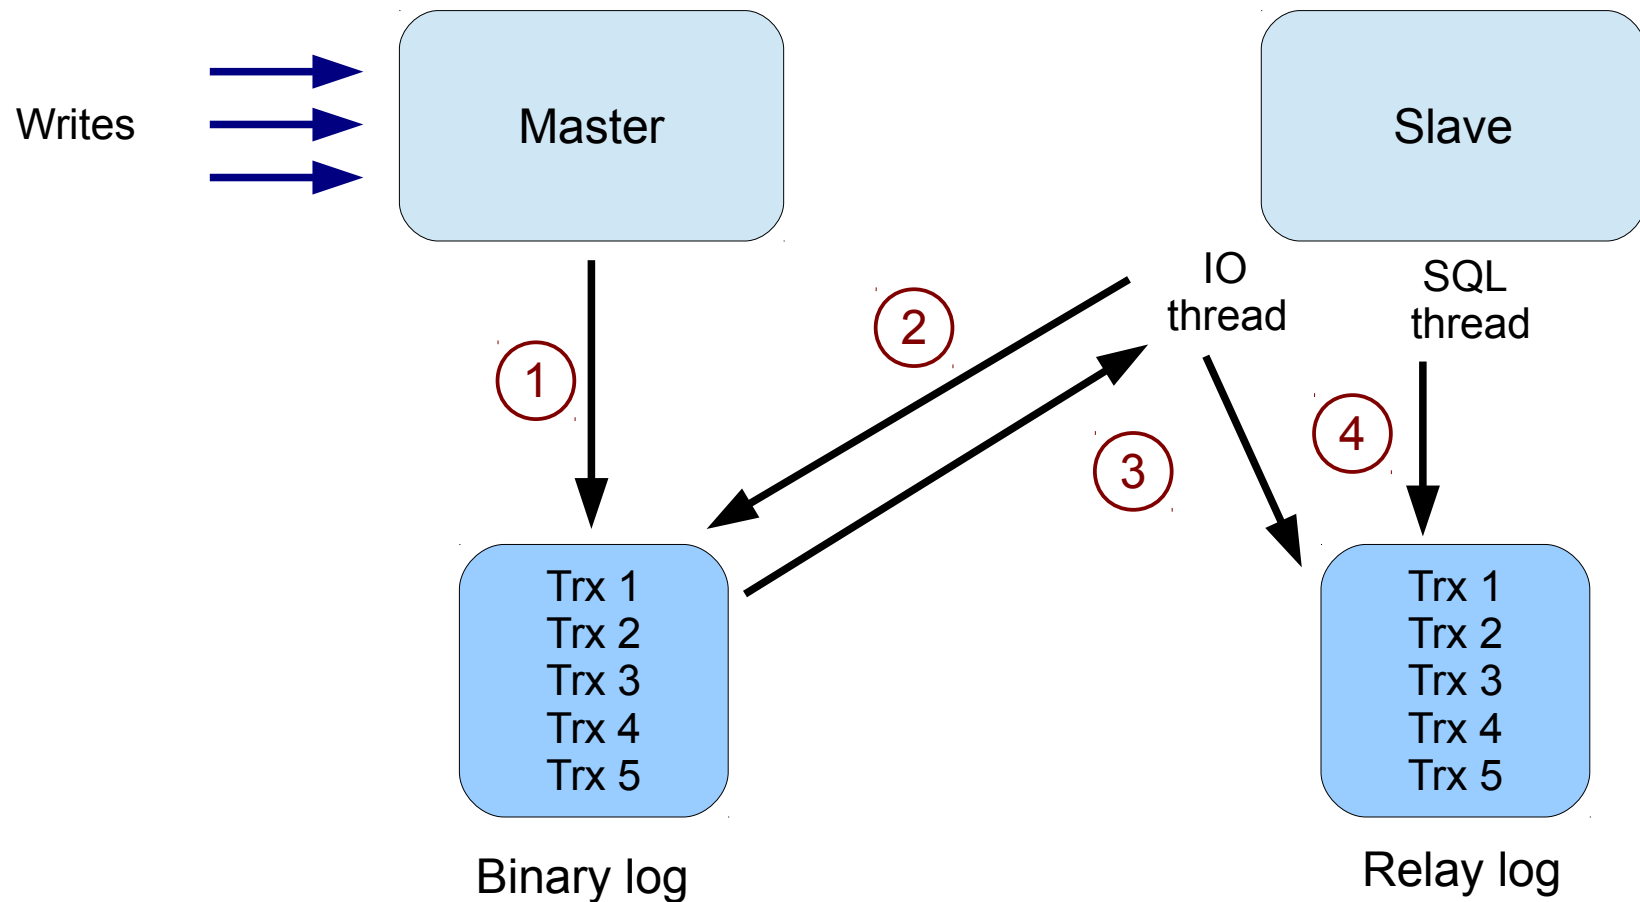 Writes
Master
Slave
IO
thread
SQL
thread
1
2
3
4
Trx 1
Trx 2
Trx 3
Trx 4
Trx 5
Binary log
Trx 1
Trx 2
Trx 3
Trx 4
Trx 5
Relay log